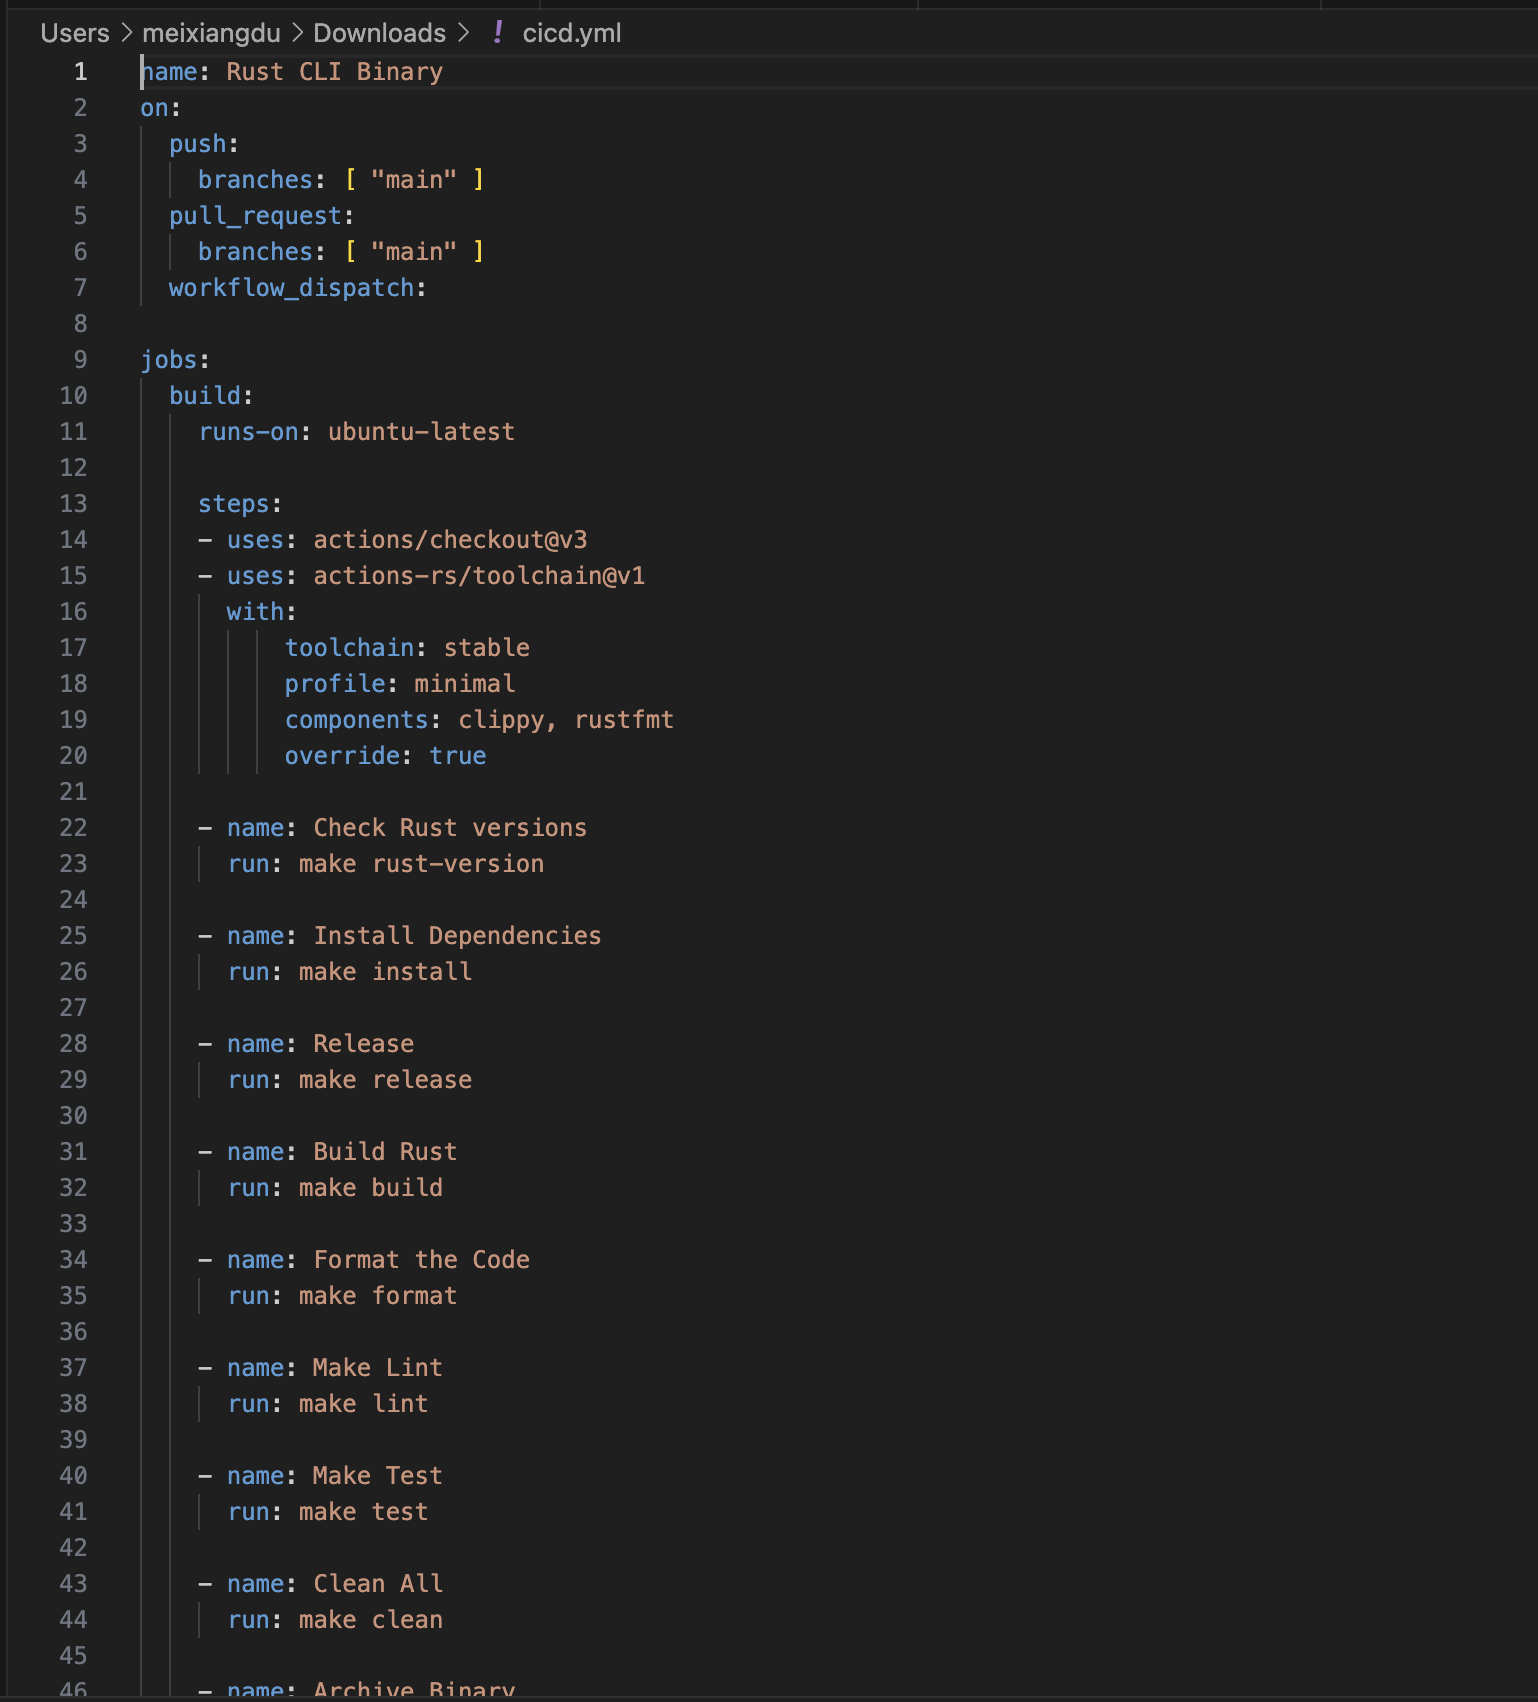 Users > meixiangdu > Downloads > ! cicd.yml
1 name: Rust CLI Binary
2 on:
3   push:
4     branches: [ "main" ]
5   pull_request:
6     branches: [ "main" ]
7   workflow_dispatch:
8
9 jobs:
10   build:
11     runs-on: ubuntu-latest
12
13     steps:
14     - uses: actions/checkout@v3
15     - uses: actions-rs/toolchain@v1
16       with:
17           toolchain: stable
18           profile: minimal
19           components: clippy, rustfmt
20           override: true
21
22     - name: Check Rust versions
23       run: make rust-version
24
25     - name: Install Dependencies
26       run: make install
27
28     - name: Release
29       run: make release
30
31     - name: Build Rust
32       run: make build
33
34     - name: Format the Code
35       run: make format
36
37     - name: Make Lint
38       run: make lint
39
40     - name: Make Test
41       run: make test
42
43     - name: Clean All
44       run: make clean
45
46     - name: Archive Binary